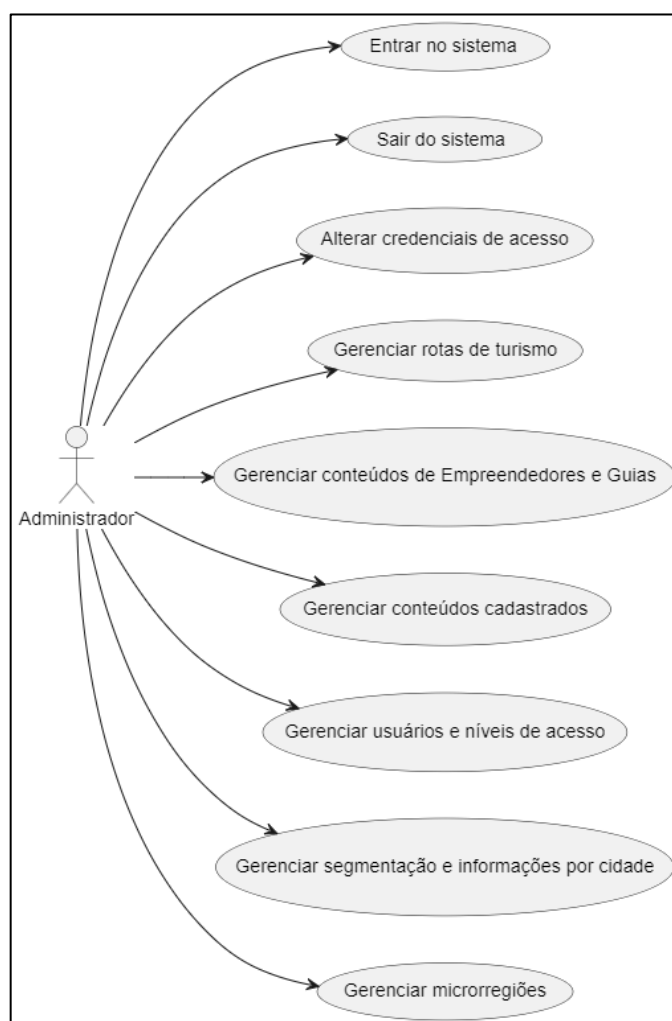 Entrar no sistema
Sair do sistema
Alterar credenciais de acesso
Gerenciar rotas de turismo
Gerenciar conteúdos de Empreendedores e Guias
Administrador
Gerenciar conteúdos cadastrados
Gerenciar usuários e níveis de acesso
Gerenciar segmentação e informações por cidade
Gerenciar microrregiões